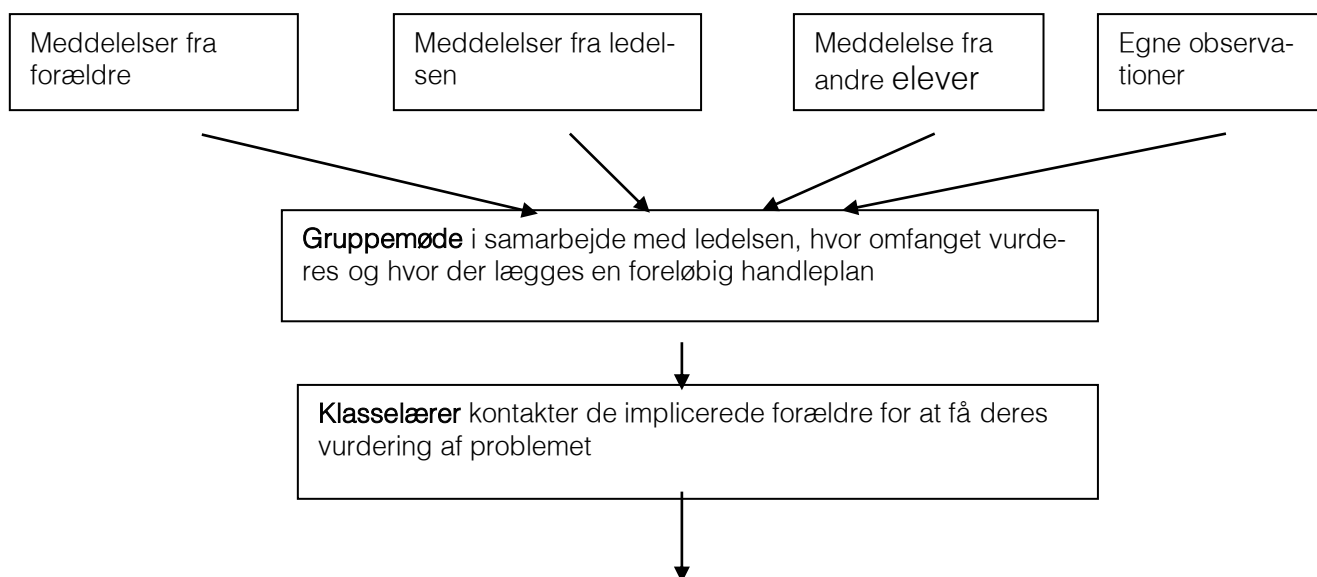 Meddelelser fra
forældre
Meddelelser fra ledel-
sen
Meddelelse fra
andre elever
Egne observa-
tioner
Gruppemøde i samarbejde med ledelsen, hvor omfanget vurde-
res og hvor der lægges en foreløbig handleplan
Klasselærer kontakter de implicerede forældre for at få deres
vurdering af problemet